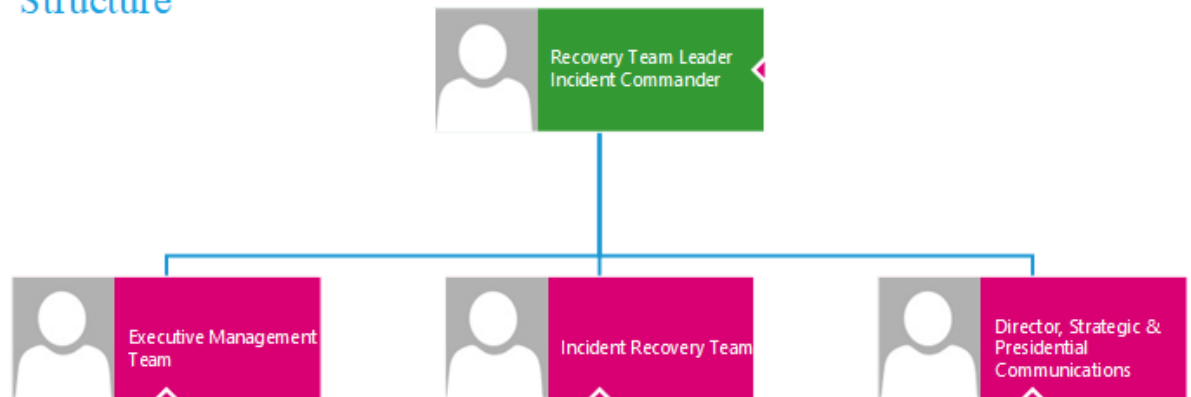 Structure
Recovery Team Leader
Incident Commander
Executive Management
Team
Incident Recovery Team
Director, Strategic &
Presidential
Communications